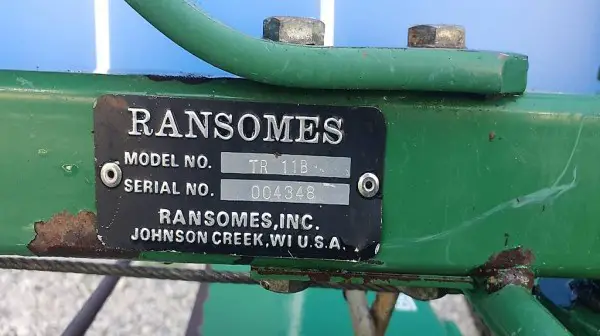 RANSOMES
MODEL NO. TR 11B
SERIAL NO. 004348
RANSOMES, INC.
JOHNSON CREEK, WI U.S.A.